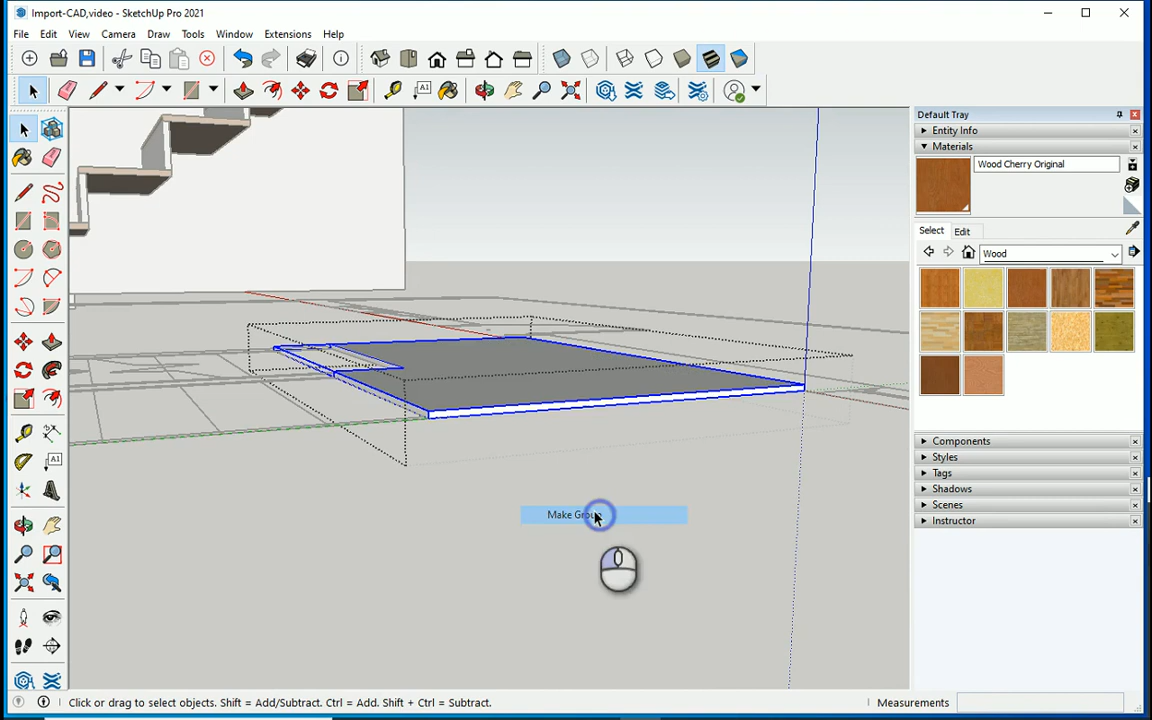 Import-CAD,video - SketchUp Pro 2021
File Edit View Camera Draw Tools Window Extensions Help
A1
Default Tray
Entity Info
Materials
Wood Cherry Original
Select Edit
Wood
A1
Components
Styles
Tags
Shadows
Scenes
Instructor
Make Group
Click or drag to select objects. Shift = Add/Subtract. Ctrl = Add. Shift + Ctrl = Subtract.
Measurements